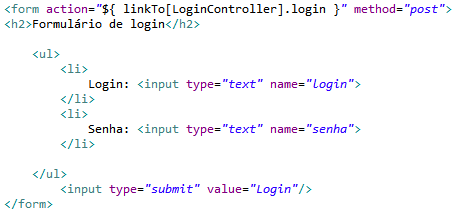 <form action="${ linkTo[LoginController].login }" method="post">
<h2>Formulário de login</h2>
<ul>
<li>
Login: <input type="text" name="login">
</li>
<li>
Senha: <input type="text" name="senha">
</li>
</ul>
<input type="submit" value="Login"/>
</form>